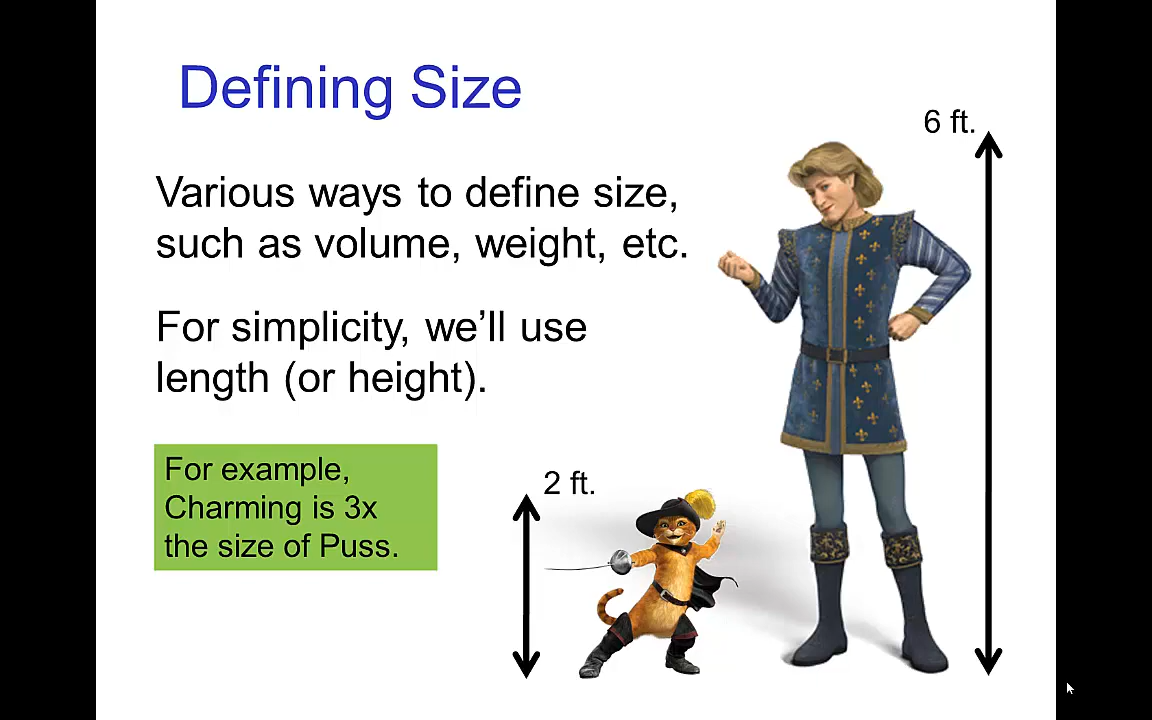 Defining Size
6 ft.
Various ways to define size,
such as volume, weight, etc.
For simplicity, we’ll use
length (or height).
For example,
Charming is 3x
the size of Puss.
2 ft.